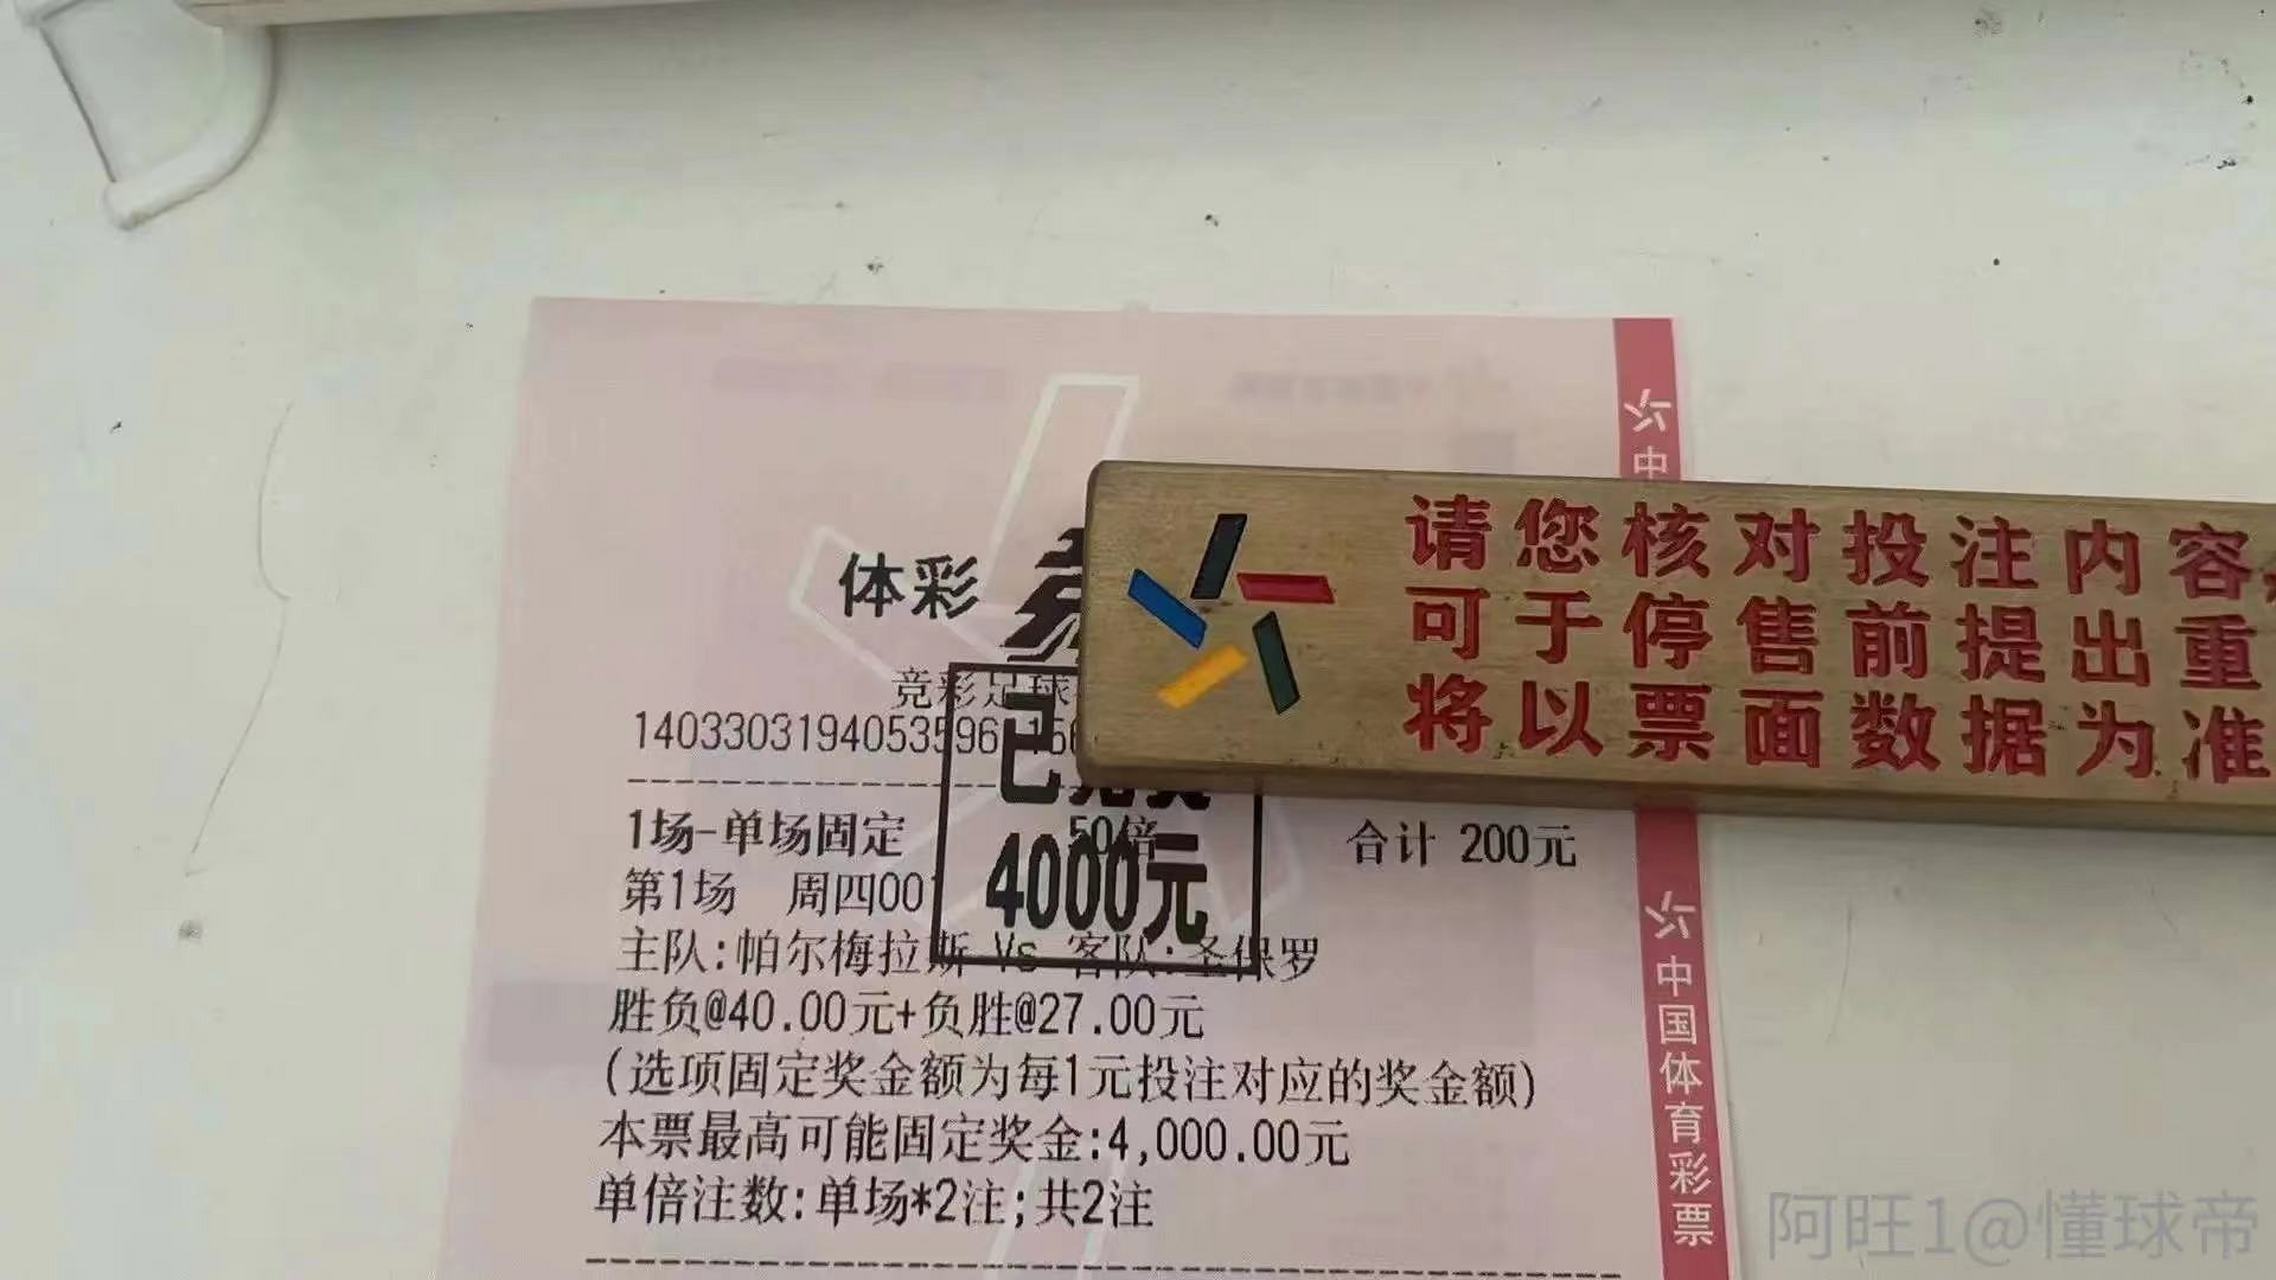 中
请您核对投注内容
可于停售前提出重
将以票面数据为准
体彩
竞彩足球
14033031940535961
已
4000元
1场-单场固定 50倍 合计 200元
第1场 周四001
主队:帕尔梅拉斯 Vs 客队:圣保罗
胜负@40.00元+负胜@27.00元
(选项固定奖金额为每1元投注对应的奖金额)
本票最高可能固定奖金:4,000.00元
单倍注数:单场*2注;共2注
中国体育彩票
阿旺1@懂球帝